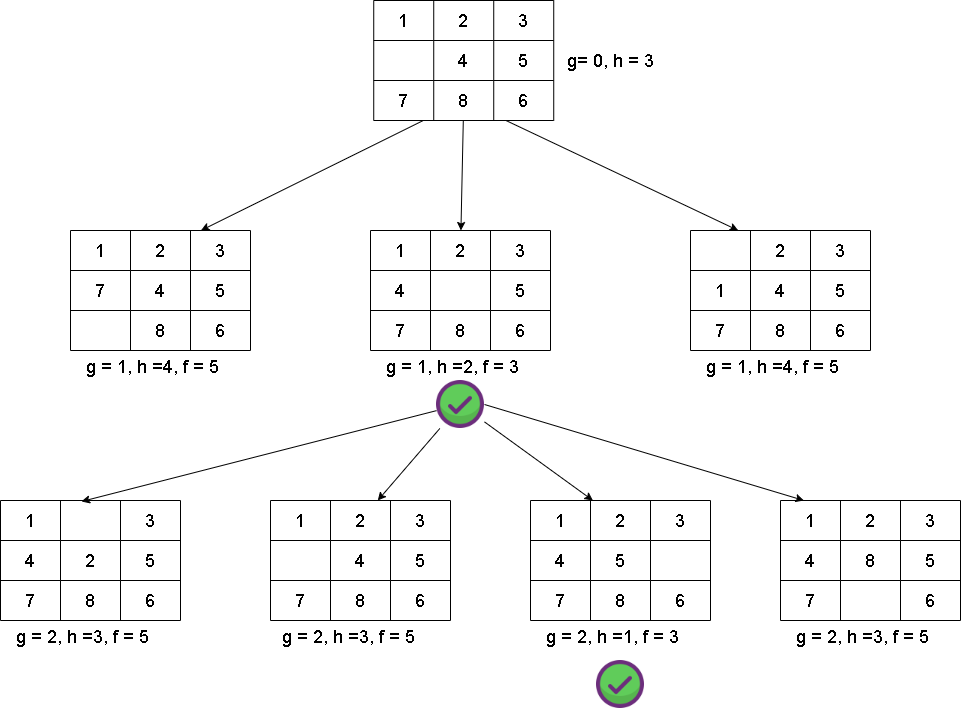 1 2 3
4 5
g= 0, h = 3
7 8 6
1 2 3
7 4 5
8 6
g = 1, h =4, f = 5
1 2 3
4 5
7 8 6
g = 1, h =2, f = 3
2 3
1 4 5
7 8 6
g = 1, h =4, f = 5
1 3
4 2 5
7 8 6
g = 2, h =3, f = 5
1 2 3
4 5
7 8 6
g = 2, h =3, f = 5
1 2 3
4 5
7 8 6
g = 2, h =1, f = 3
1 2 3
4 8 5
7 6
g = 2, h =3, f = 5